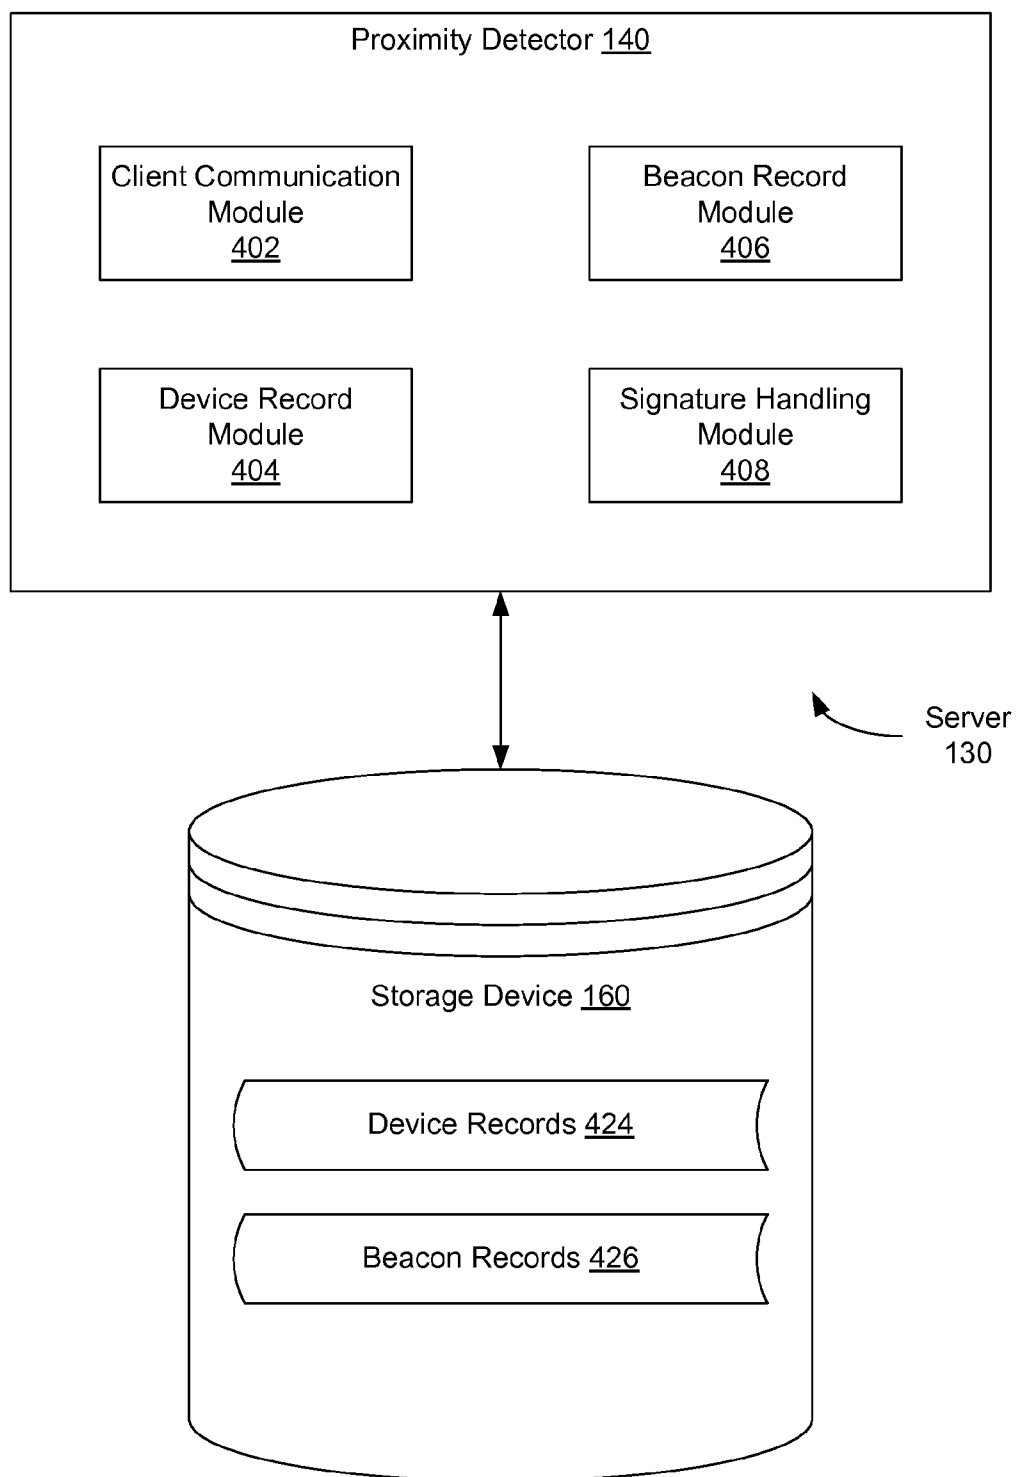 Proximity Detector 140
Client Communication
Module
402
Beacon Record
Module
406
Device Record
Module
404
Signature Handling
Module
408
Server
130
Storage Device 160
Device Records 424
Beacon Records 426